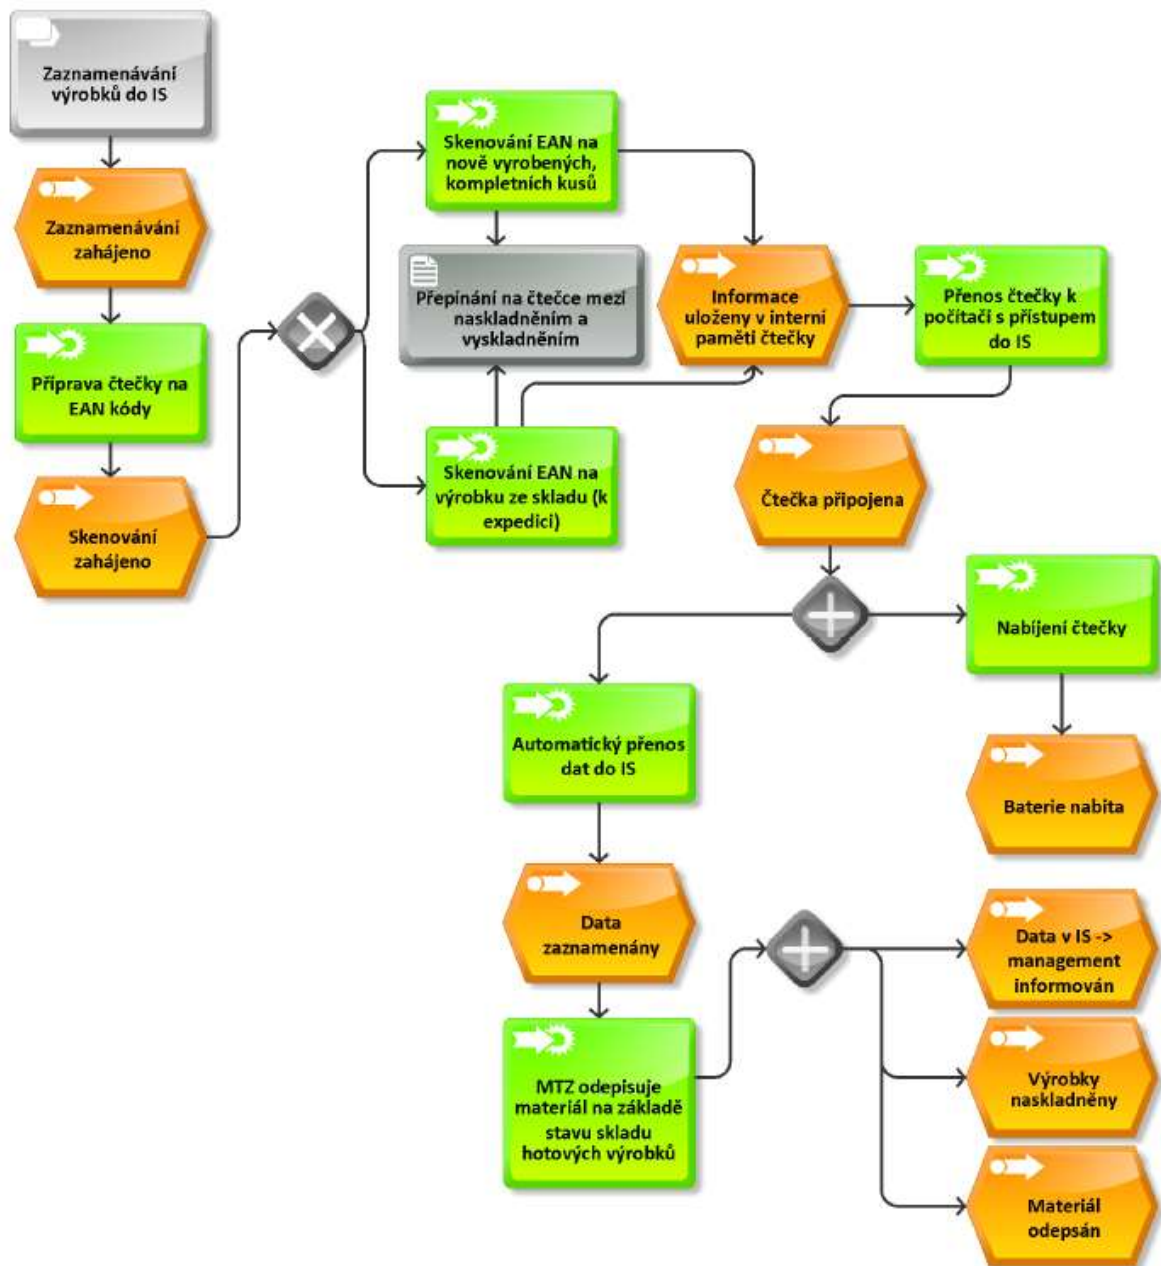 Zaznamenávání
výrobků do IS
Zaznamenávání
zahájeno
Příprava čtečky na
EAN kódy
Skenování
zahájeno
Skenování EAN na
nově vyrobených,
kompletních kusů
Přepínání na čtečce mezi
naskladněním a
vyskladněním
Skenování EAN na
výrobku ze skladu (k
expedici)
Informace
uloženy v interní
paměti čtečky
Přenos čtečky k
počítači s přístupem
do IS
Čtečka připojena
Nabíjení čtečky
Baterie nabita
Automatický přenos
dat do IS
Data
zaznamenány
MTZ odepisuje
materiál na základě
stavu skladu
hotových výrobků
Data v IS ->
management
informován
Výrobky
naskladněny
Materiál
odepsán